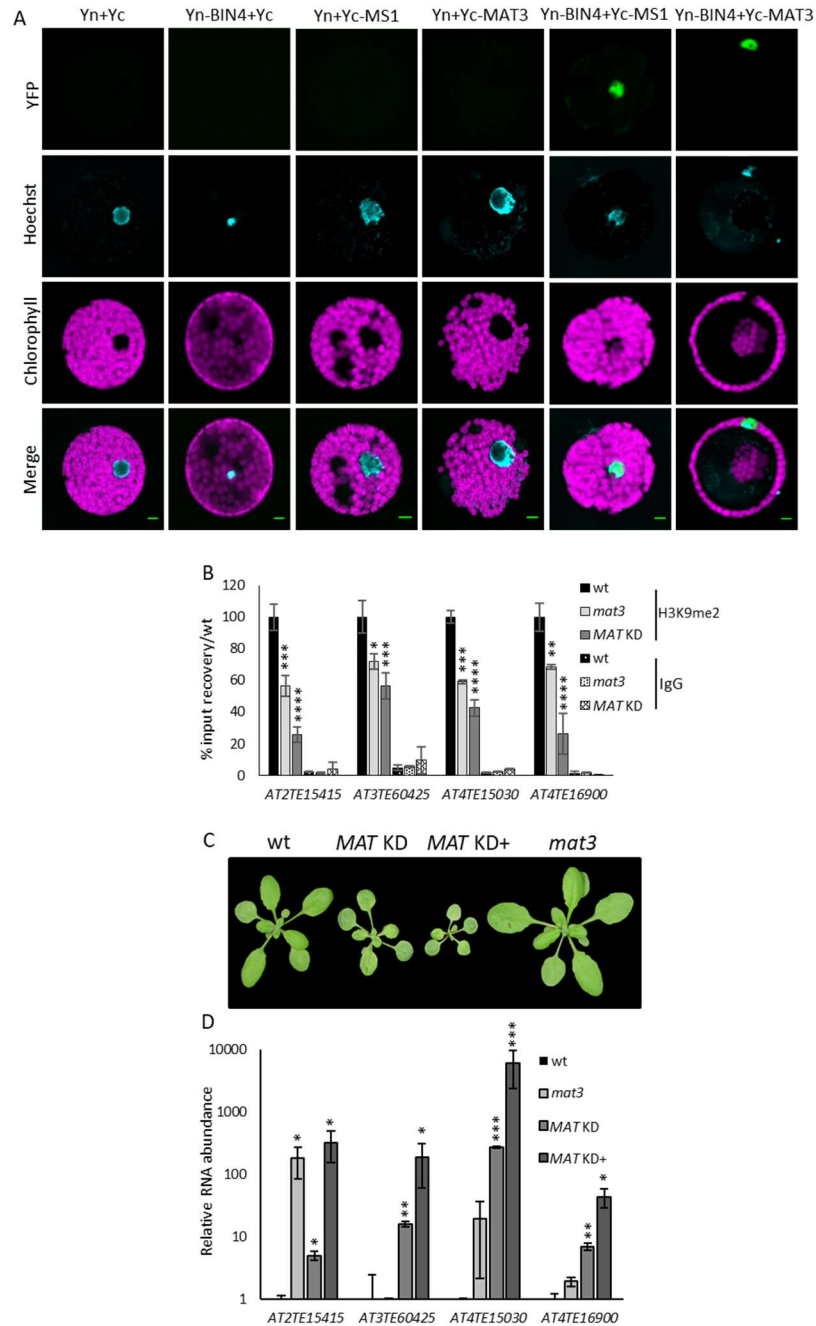 A
Yn+Yc Yn-BIN4+Yc Yn+Yc-MS1 Yn+Yc-MAT3 Yn-BIN4+Yc-MS1 Yn-BIN4+Yc-MAT3
YFP
Hoechst
Chlorophyll
Merge
B
% input recovery/wt
120
100
80
60
40
20
0
*** **** * *** *** **** ** ****
wt
mat3
MAT KD
H3K9me2
wt
mat3
MAT KD
IgG
AT2TE15415 AT3TE60425 AT4TE15030 AT4TE16900
C
wt MAT KD MAT KD+ mat3
D
Relative RNA abundance
10000
1000
100
10
1
* * * ** * *** *** ** *
wt
mat3
MAT KD
MAT KD+
AT2TE15415 AT3TE60425 AT4TE15030 AT4TE16900